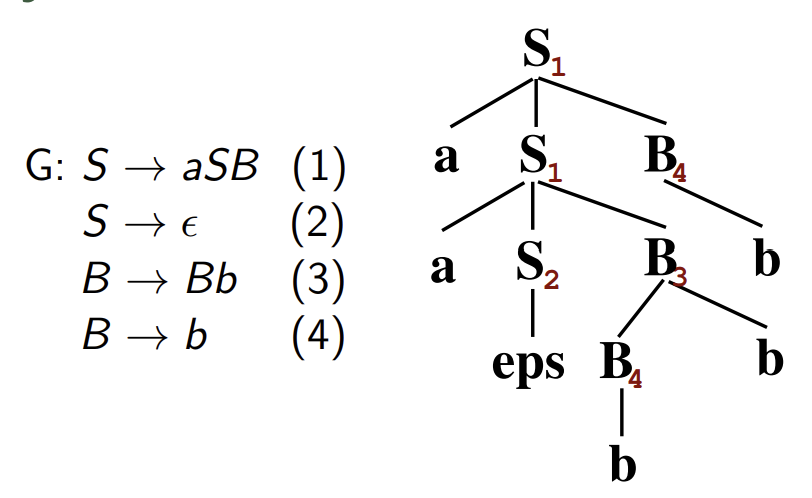 G: S → aSB (1)
S → ϵ (2)
B → Bb (3)
B → b (4)
S1
a S1 B4
a S2 B3 b
eps B4 b
b